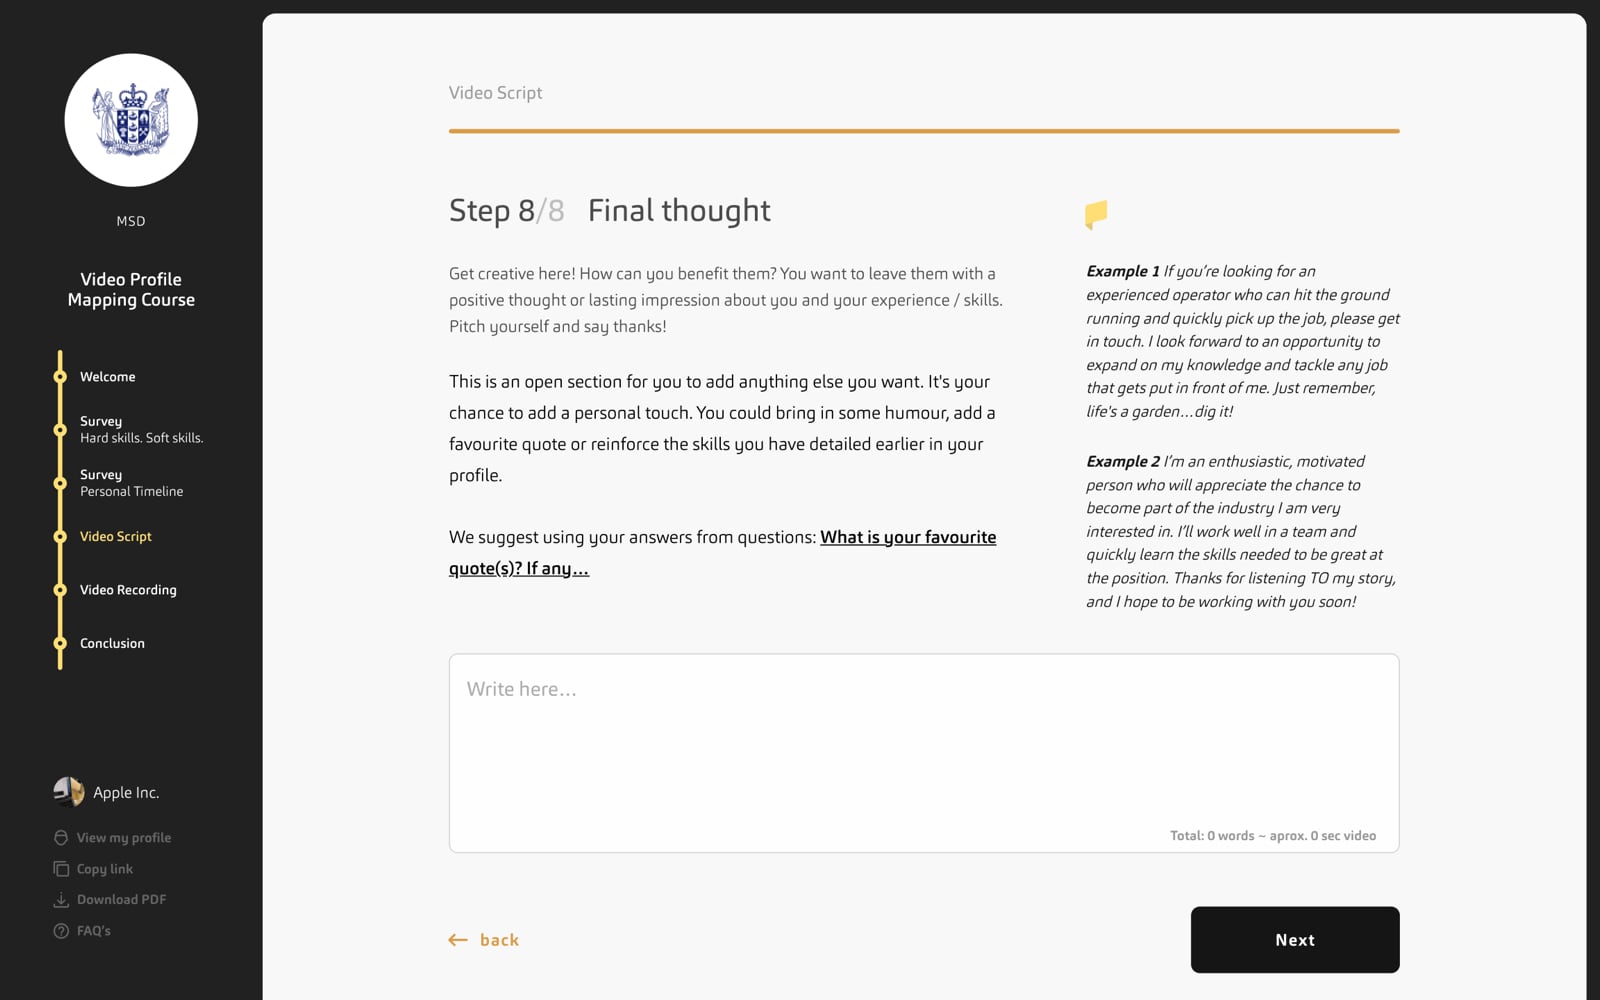 MSD
Video Profile
Mapping Course
Welcome
Survey
Hard skills. Soft skills.
Survey
Personal Timeline
Video Script
Video Recording
Conclusion
Apple Inc.
View my profile
Copy link
Download PDF
FAQ's
Video Script
Step 8/8 Final thought
Get creative here! How can you benefit them? You want to leave them with a
positive thought or lasting impression about you and your experience / skills.
Pitch yourself and say thanks!
This is an open section for you to add anything else you want. It's your
chance to add a personal touch. You could bring in some humour, add a
favourite quote or reinforce the skills you have detailed earlier in your
profile.
We suggest using your answers from questions: What is your favourite
quote(s)? If any...
Example 1 If you're looking for an
experienced operator who can hit the ground
running and quickly pick up the job, please get
in touch. I look forward to an opportunity to
expand on my knowledge and tackle any job
that gets put in front of me. Just remember,
life's a garden...dig it!
Example 2 I'm an enthusiastic, motivated
person who will appreciate the chance to
become part of the industry I am very
interested in. I'll work well in a team and
quickly learn the skills needed to be great at
the position. Thanks for listening TO my story,
and I hope to be working with you soon!
Write here...
Total: 0 words ~ aprox. 0 sec video
back
Next